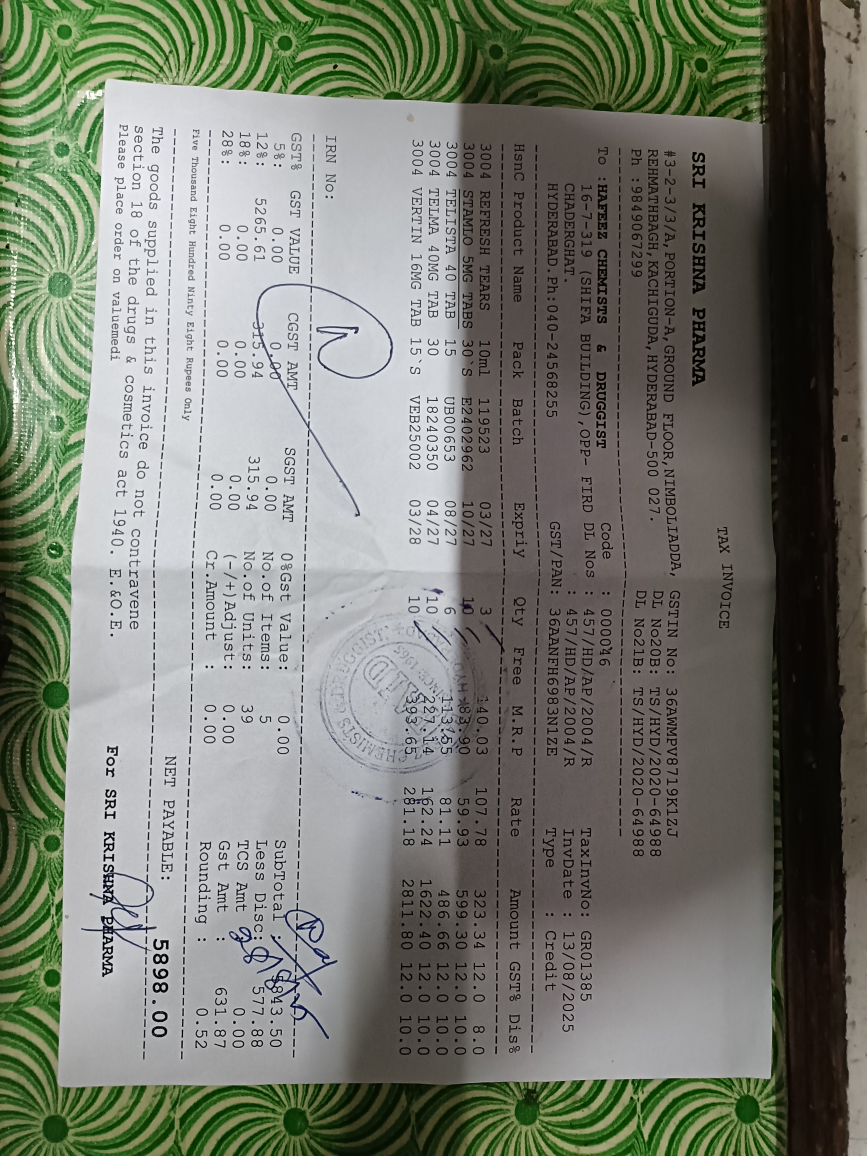 TAX INVOICE
SRI KRISHNA PHARMA
#3-2-3/3/A,PORTION-A,GROUND FLOOR,NIMBOLIADDA, GSTIN No: 36AWMPV8719K1ZJ
REHMATHBAGH,KACHIGUDA,HYDERABAD-500 027. DL No20B: TS/HYD/2020-64988
Ph :9849067299 DL No21B: TS/HYD/2020-64988
To :HAFEEZ CHEMISTS & DRUGGIST Code : 0000046 TaxInvNo: GR01385
16-7-319 (SHIFA BUILDING),OPP- FIRD DL Nos : 457/HD/AP/2004/R InvDate : 13/08/2025
CHADERGHAT. : 457/HD/AP/2004/R Type : Credit
HYDERABAD.Ph:040-24568255 GST/PAN: 36AANFH6983N1ZE
HsnC Product Name Pack Batch Expriy Qty Free M.R.P Rate Amount GST% Dis%
3004 REFRESH TEARS 10ml 119523 03/27 3 140.03 107.78 323.34 12.0 8.0
3004 STAMLO 5MG TABS 30'S E2402962 10/27 10 83.90 59.93 599.30 12.0 10.0
3004 TELISTA 40 TAB 15 UB00653 08/27 6 113.55 81.11 486.66 12.0 10.0
3004 TELMA 40MG TAB 30 18240350 04/27 10 227.14 162.24 1622.40 12.0 10.0
3004 VERTIN 16MG TAB 15`S VEB25002 03/28 10 393.65 281.18 2811.80 12.0 10.0
IRN No:
GST% GST VALUE CGST AMT SGST AMT 0%Gst Value: 0.00 SubTotal : 5843.50
5%: 0.00 0.00 0.00 No.of Items: 5 Less Disc: 577.88
12%: 5265.61 315.94 315.94 No.of Units: 39 TCS Amt 0.00
18%: 0.00 0.00 0.00 (-/+)Adjust: 0.00 Gst Amt : 631.87
28%: 0.00 0.00 0.00 Cr.Amount : 0.00 Rounding : 0.52
Five Thousand Eight Hundred Ninty Eight Rupees Only
NET PAYABLE: 5898.00
The goods supplied in this invoice do not contravene
section 18 of the drugs & cosmetics act 1940. E.&O.E.
Please place order on valuemedi
For SRI KRISHNA PHARMA